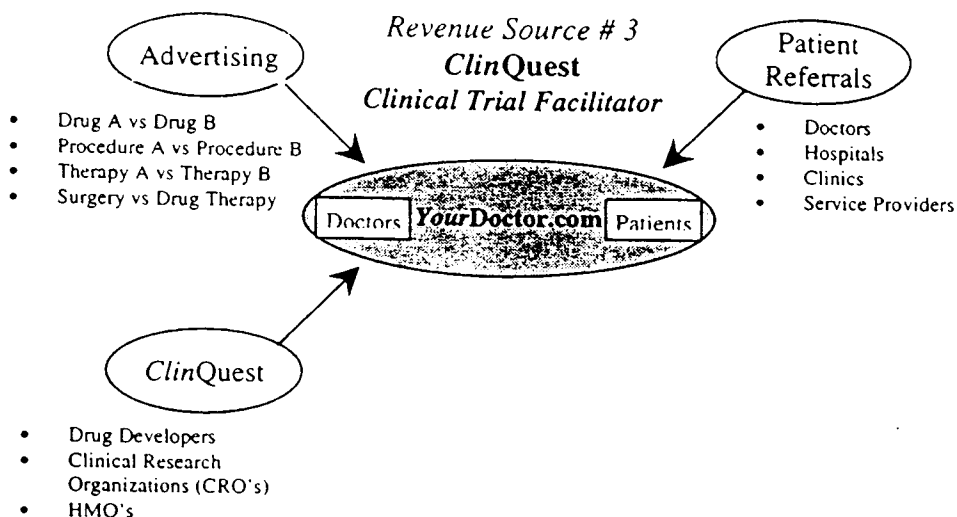 Revenue Source # 3
ClinQuest
Clinical Trial Facilitator
Advertising
• Drug A vs Drug B
• Procedure A vs Procedure B
• Therapy A vs Therapy B
• Surgery vs Drug Therapy
Patient
Referrals
• Doctors
• Hospitals
• Clinics
• Service Providers
Doctors
YourDoctor.com
Patients
ClinQuest
• Drug Developers
• Clinical Research
Organizations (CRO's)
• HMO's